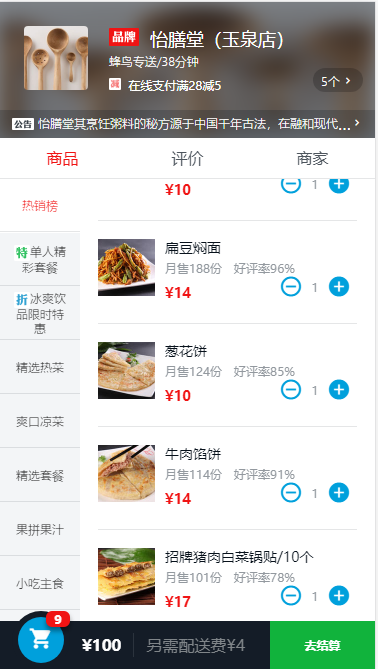 品牌 怡膳堂（玉泉店）
蜂鸟专送/38分钟
减 在线支付满28减5
5个 >
公告 怡膳堂其烹饪粥料的秘方源于中国千年古法，在融和现代... >
商品 评价 商家
热销榜
特单人精
彩套餐
折冰爽饮
品限时特
惠
精选热菜
爽口凉菜
精选套餐
果拼果汁
小吃主食
¥10 1
扁豆焖面
月售188份 好评率96%
¥14 1
葱花饼
月售124份 好评率85%
¥10 1
牛肉馅饼
月售114份 好评率91%
¥14 1
招牌猪肉白菜锅贴/10个
月售101份 好评率78%
¥17 1
9
¥100 另需配送费¥4 去结算